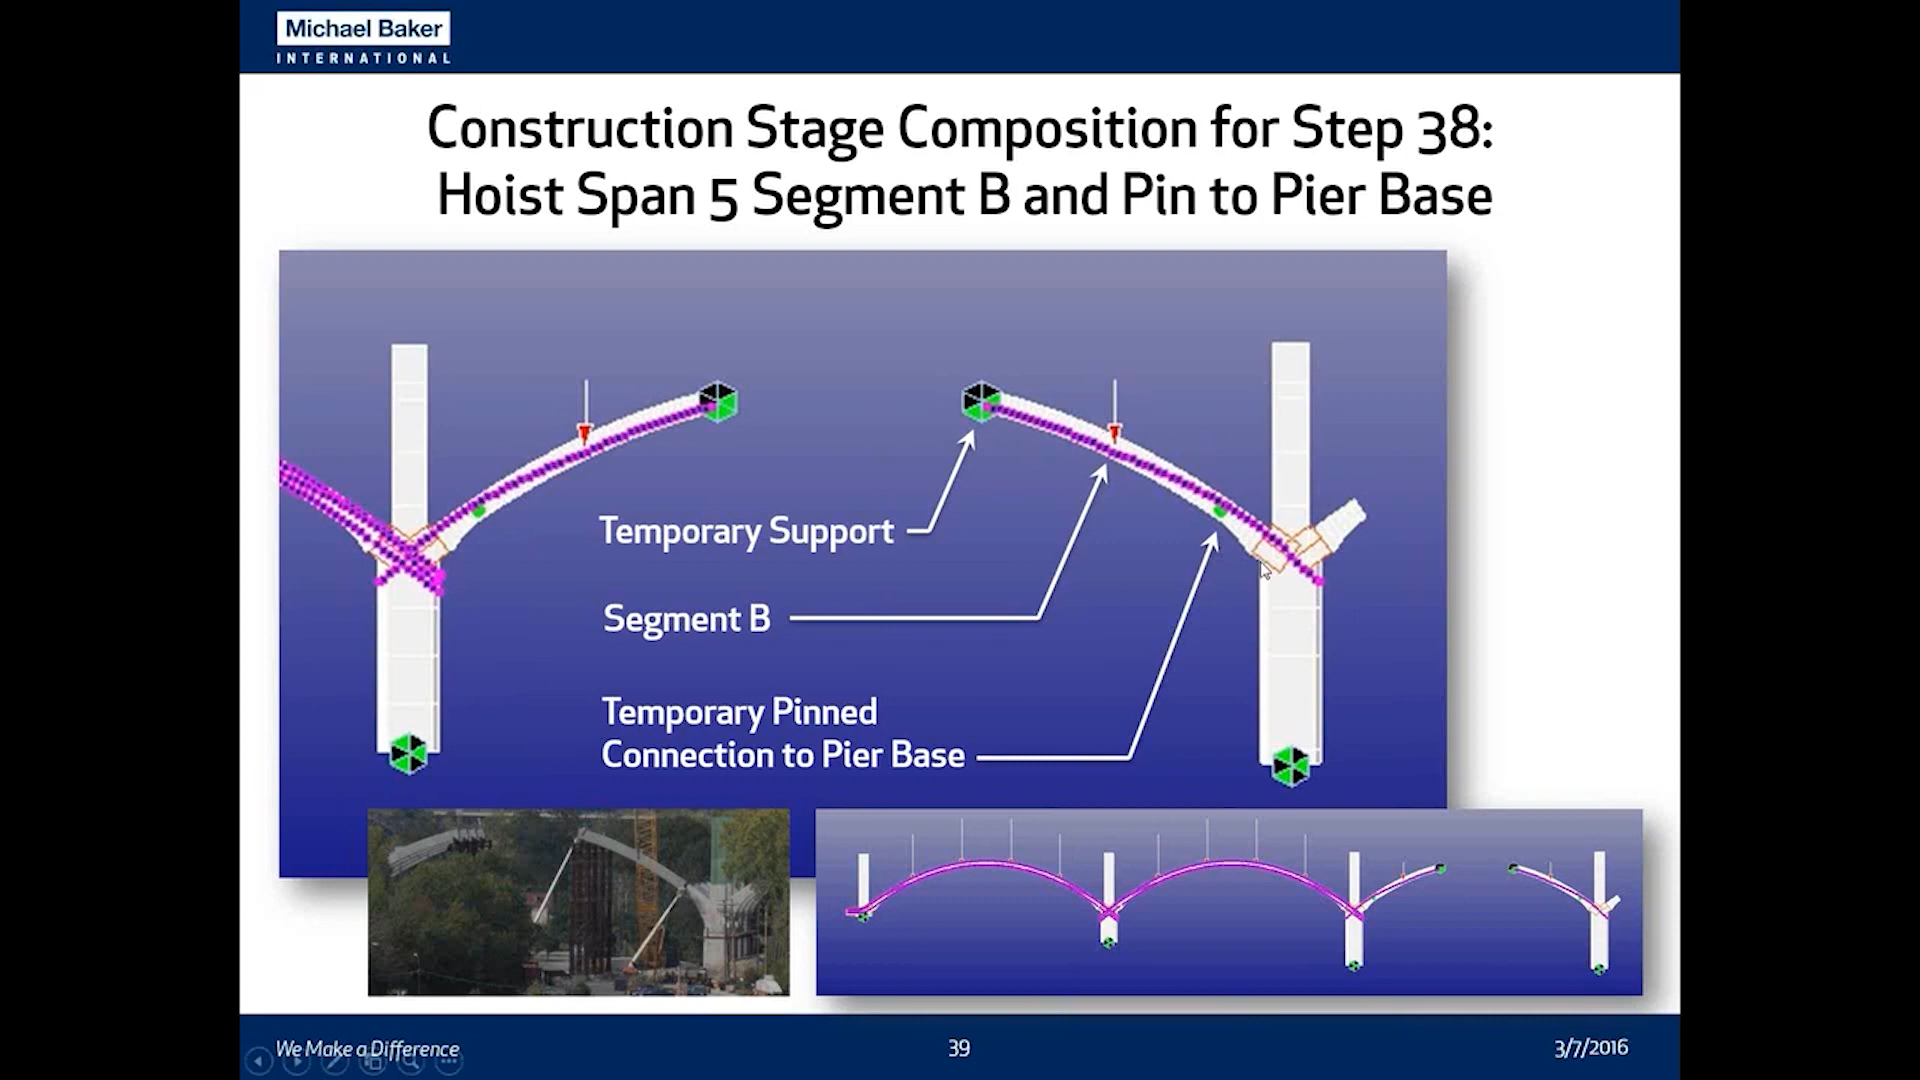 Michael Baker
INTERNATIONAL
Construction Stage Composition for Step 38:
Hoist Span 5 Segment B and Pin to Pier Base
Temporary Support
Segment B
Temporary Pinned
Connection to Pier Base
We Make a Difference
39
3/7/2016